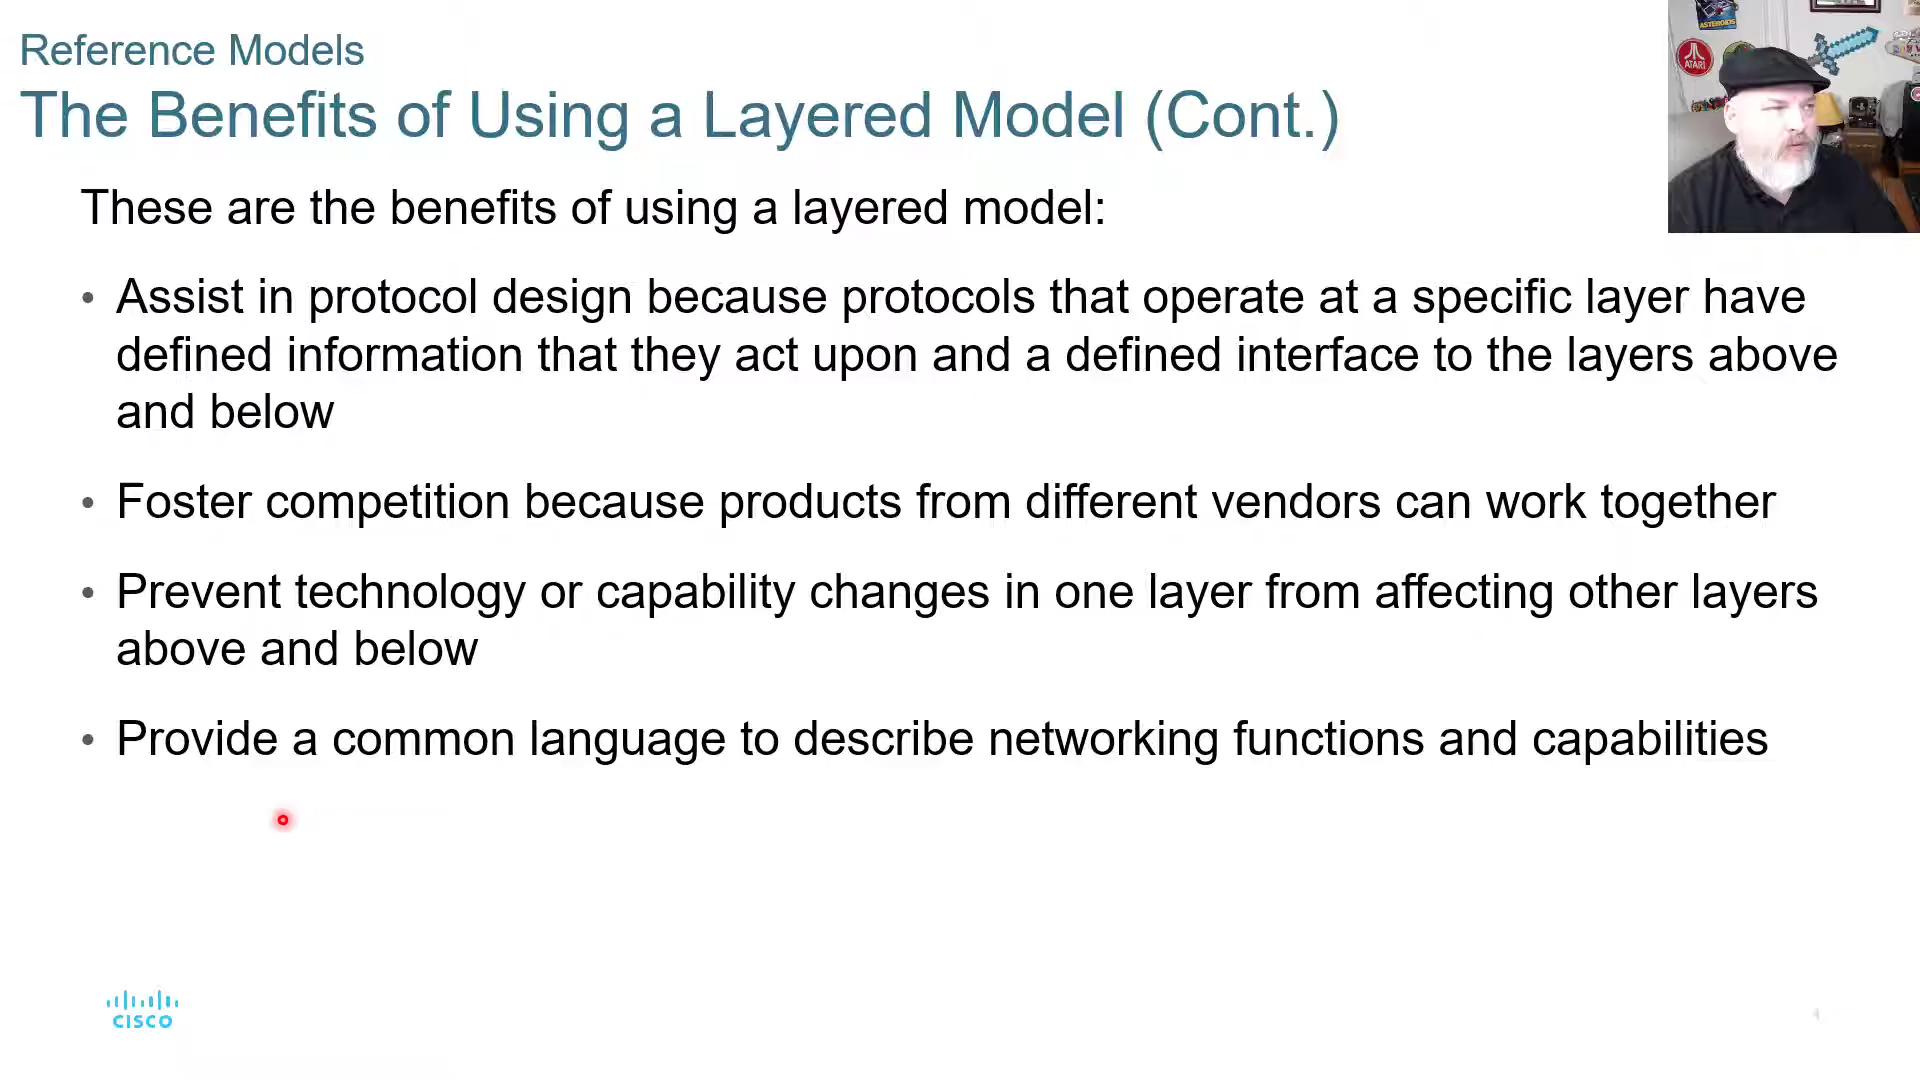 Reference Models
The Benefits of Using a Layered Model (Cont.)
These are the benefits of using a layered model:
• Assist in protocol design because protocols that operate at a specific layer have
defined information that they act upon and a defined interface to the layers above
and below
• Foster competition because products from different vendors can work together
• Prevent technology or capability changes in one layer from affecting other layers
above and below
• Provide a common language to describe networking functions and capabilities
ASTEROIDS
ATARI
CISCO